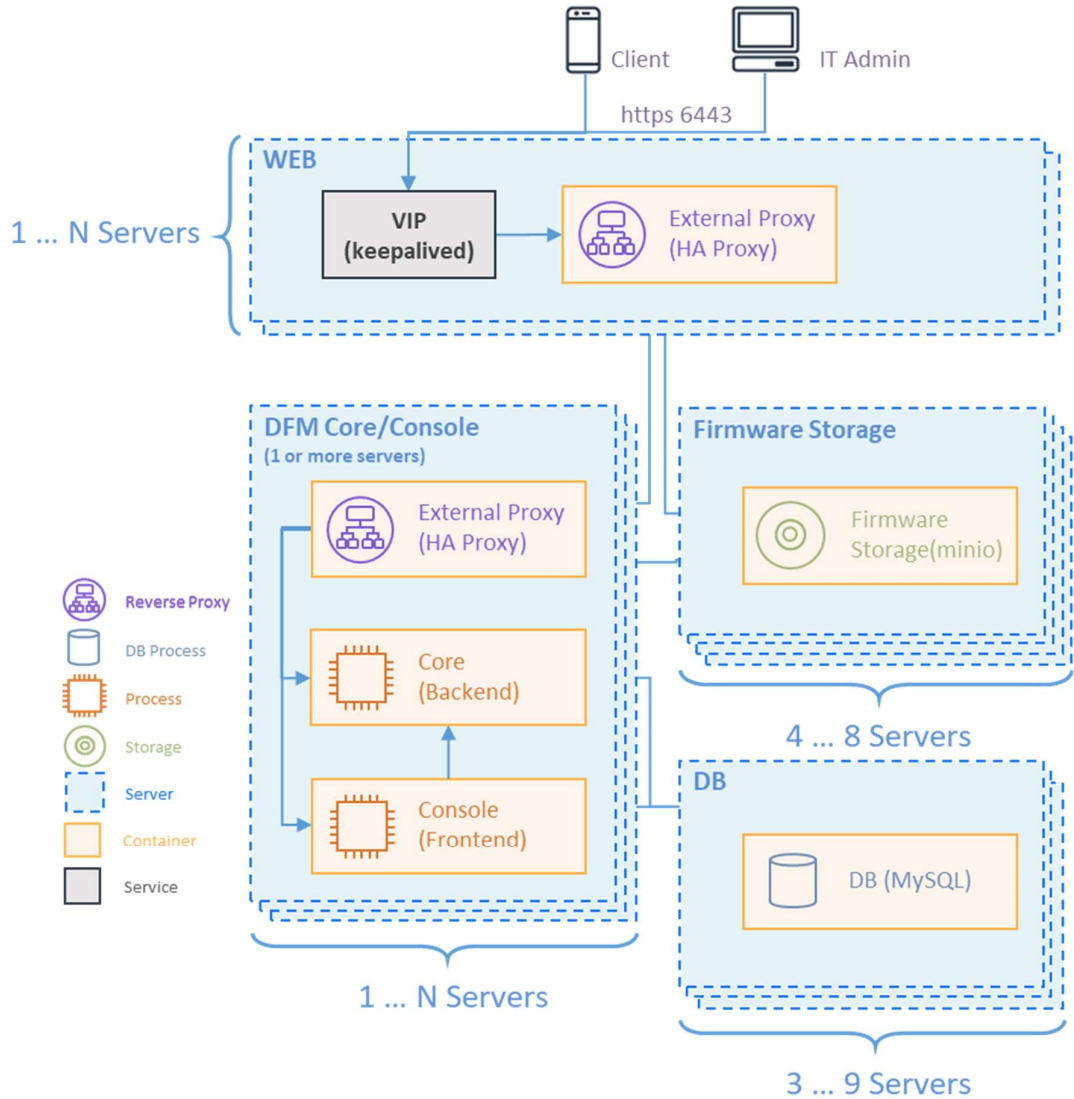 Client
IT Admin
https 6443
WEB
1 ... N Servers
VIP
(keepalived)
External Proxy
(HA Proxy)
DFM Core/Console
(1 or more servers)
External Proxy
(HA Proxy)
Core
(Backend)
Console
(Frontend)
1 ... N Servers
Firmware Storage
Firmware
Storage(minio)
4 ... 8 Servers
DB
DB (MySQL)
3 ... 9 Servers
Reverse Proxy
DB Process
Process
Storage
Server
Container
Service